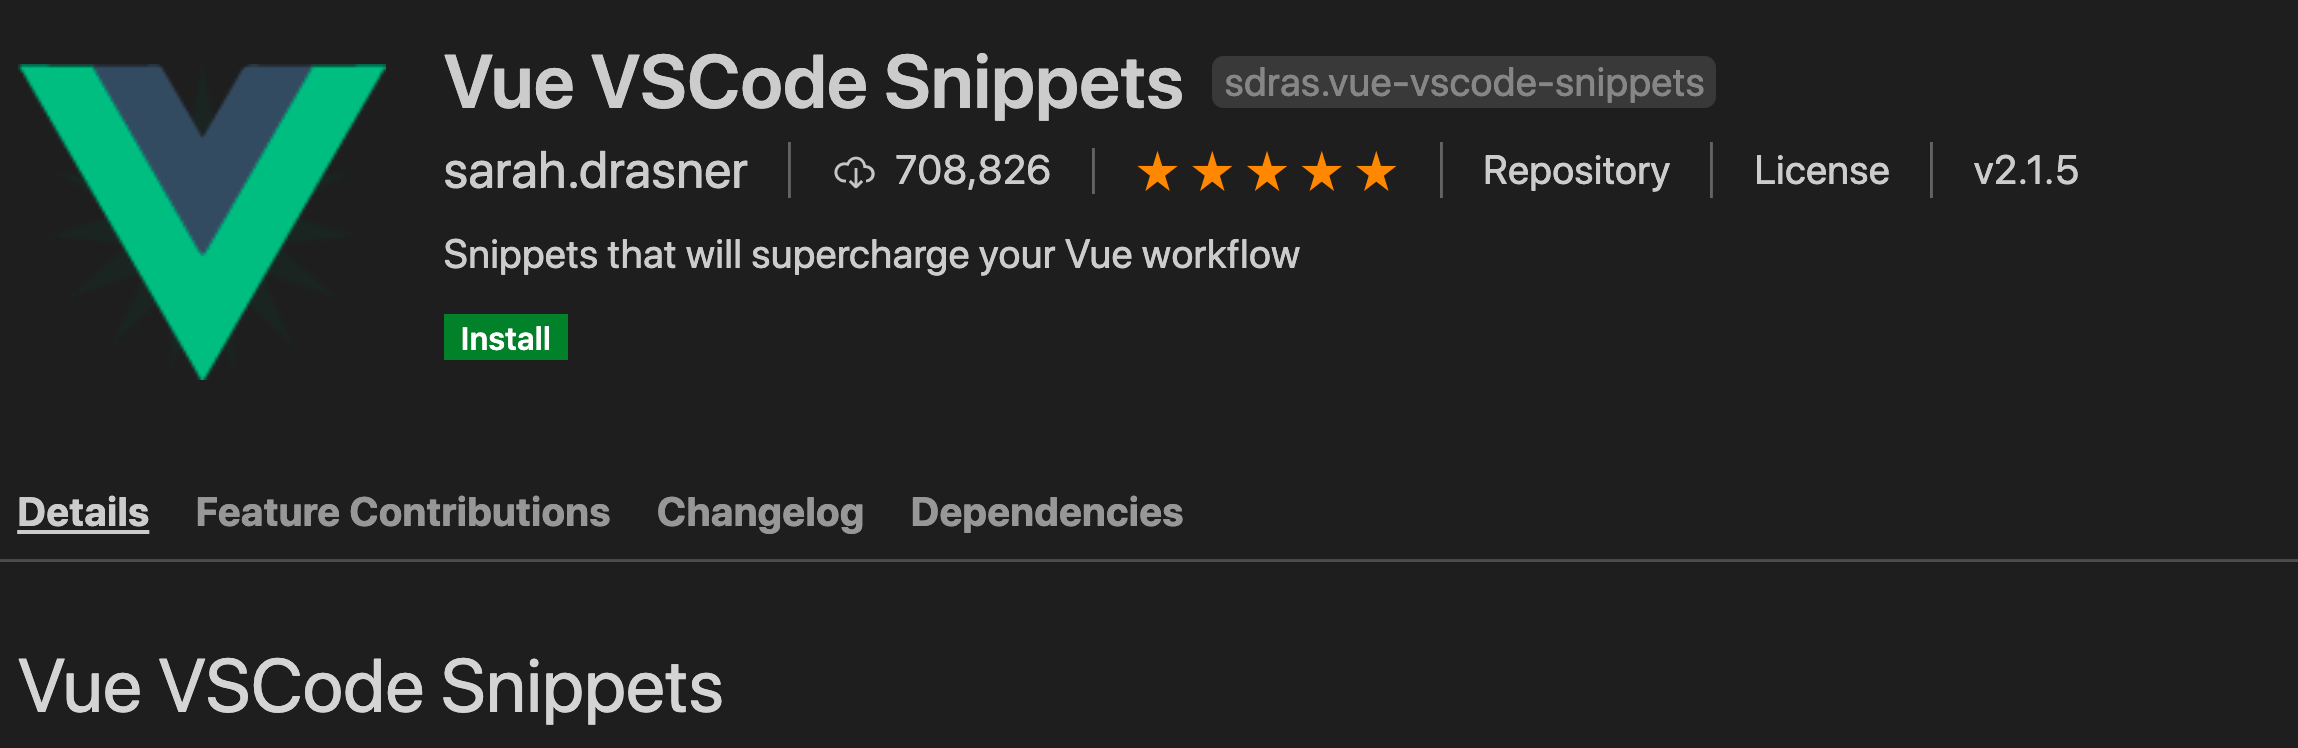 Vue VSCode Snippets sdras.vue-vscode-snippets
sarah.drasner 708,826 ★★★★★ Repository License v2.1.5
Snippets that will supercharge your Vue workflow
Install
Details Feature Contributions Changelog Dependencies
Vue VSCode Snippets